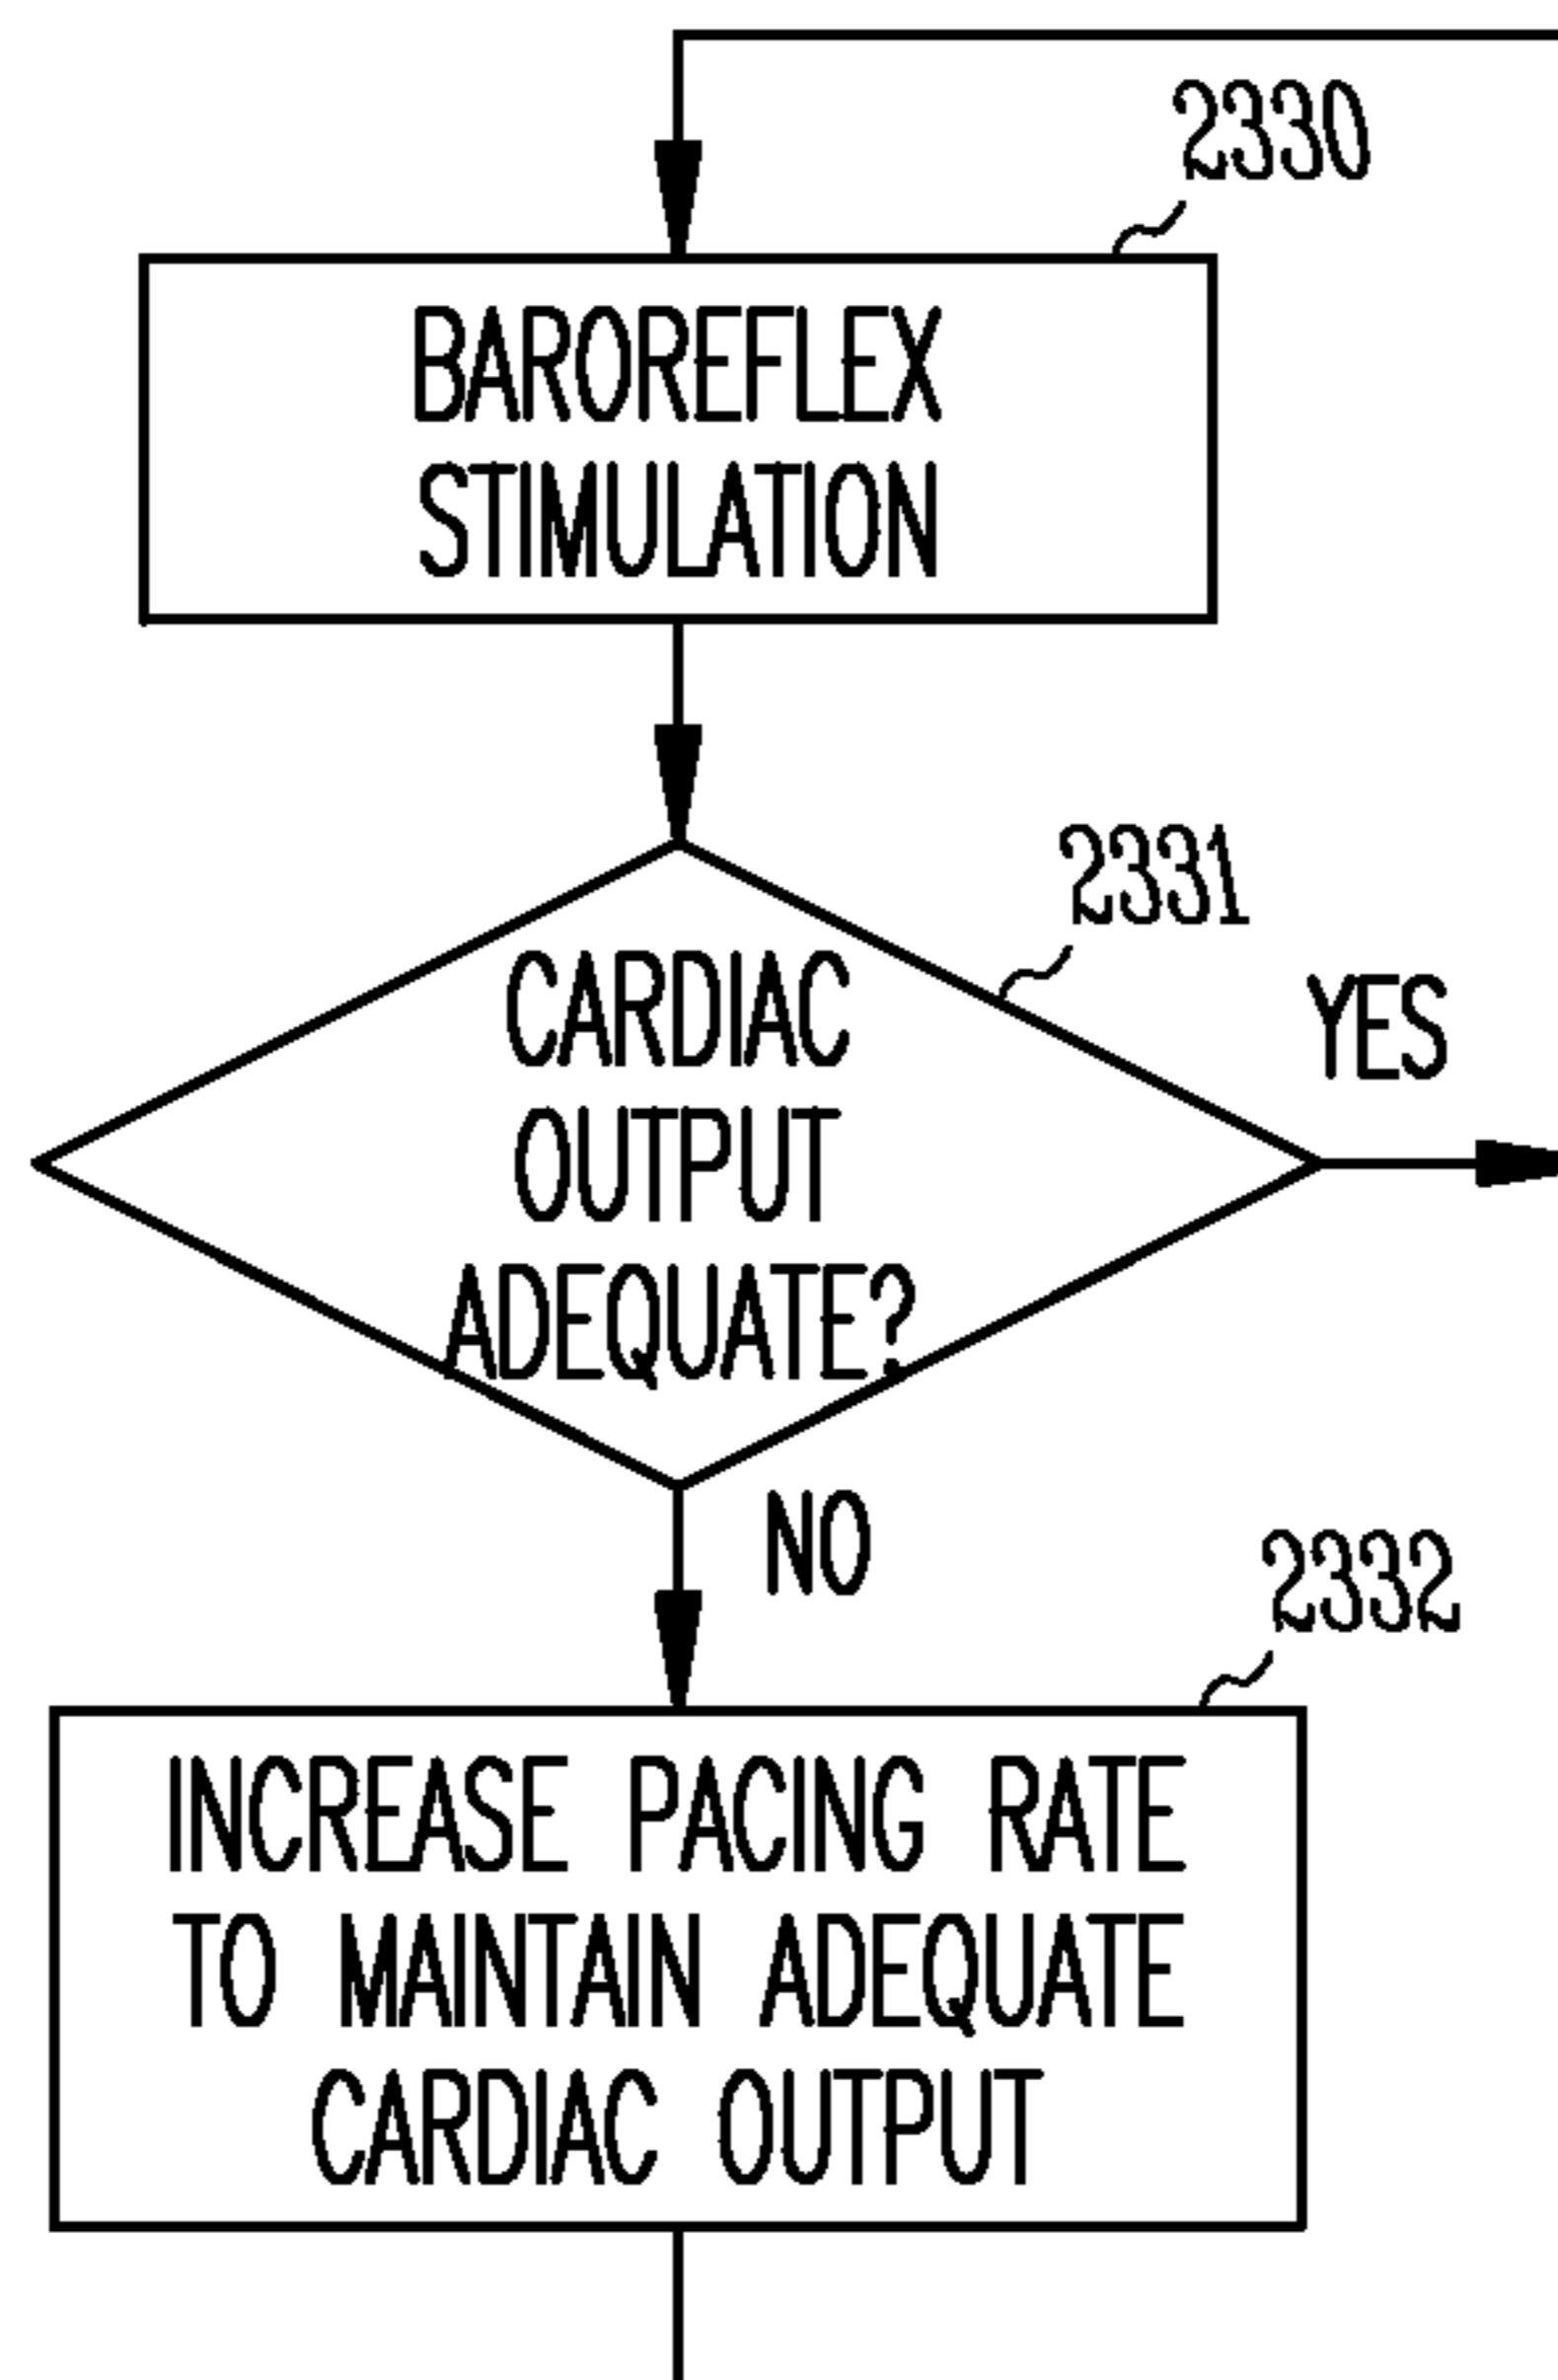 2330
BAROREFLEX
STIMULATION
2331
CARDIAC
OUTPUT
ADEQUATE?
YES
NO
2332
INCREASE PACING RATE
TO MAINTAIN ADEQUATE
CARDIAC OUTPUT